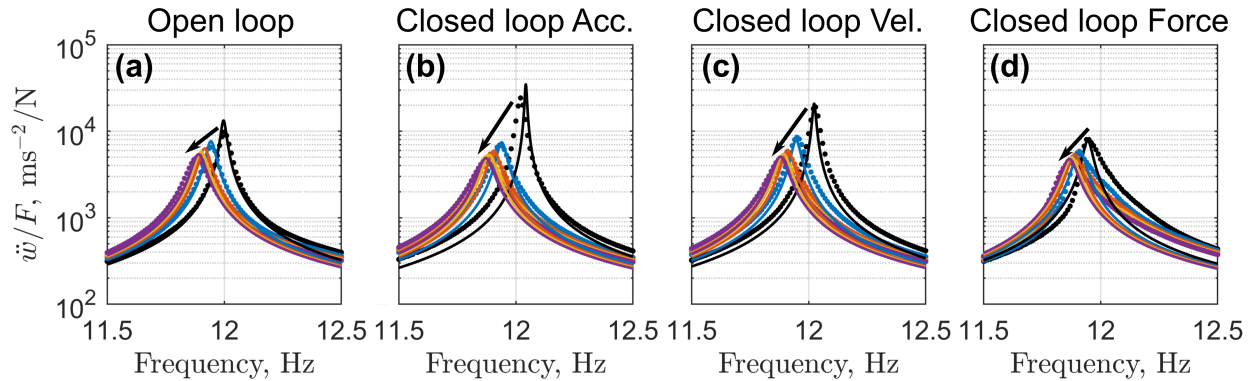 Open loop
Closed loop Acc.
Closed loop Vel.
Closed loop Force
(a)
(b)
(c)
(d)
10^5
10^4
10^3
10^2
ẅ/F, ms^{-2}/N
11.5 12 12.5
11.5 12 12.5
11.5 12 12.5
11.5 12 12.5
Frequency, Hz
Frequency, Hz
Frequency, Hz
Frequency, Hz